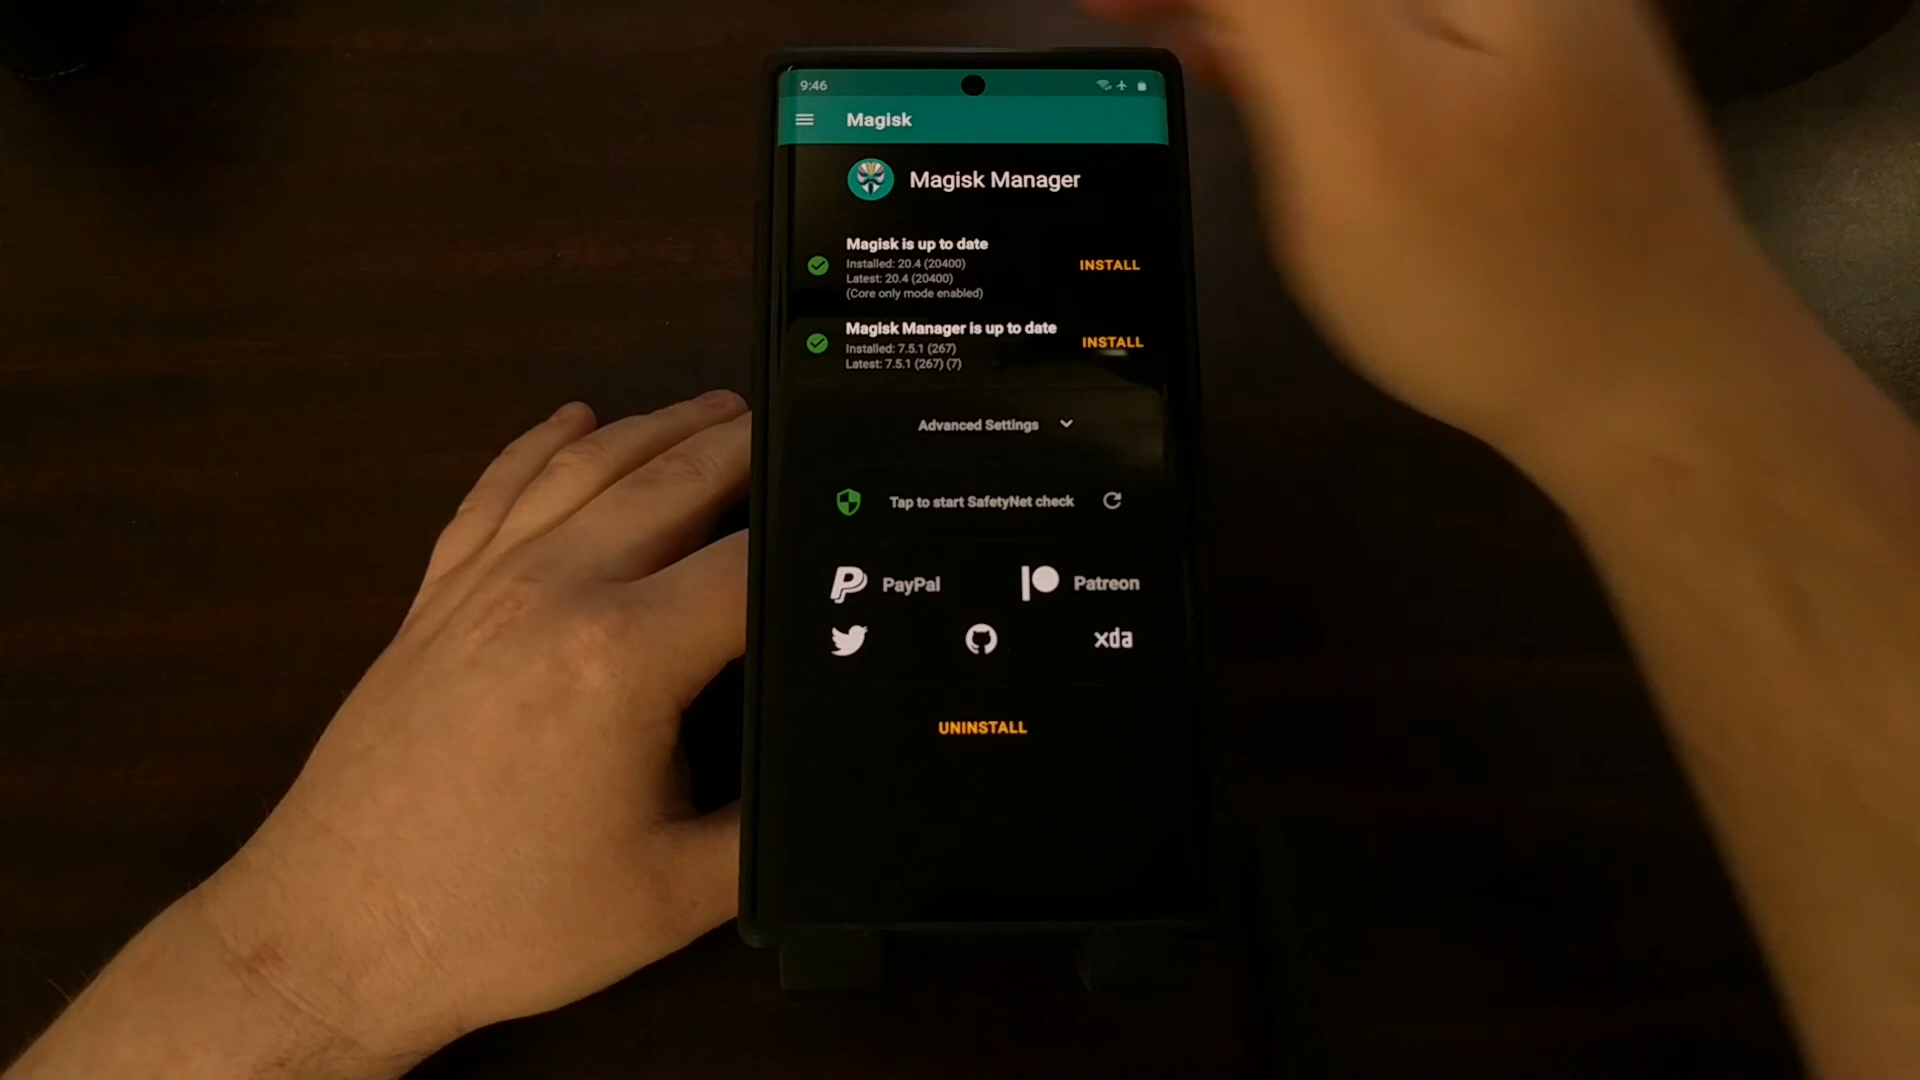 9:46
Magisk
Magisk Manager
Magisk is up to date
Installed: 20.4 (20400)
Latest: 20.4 (20400)
(Core only mode enabled)
INSTALL
Magisk Manager is up to date
Installed: 7.5.1 (267)
Latest: 7.5.1 (267) (7)
INSTALL
Advanced Settings
Tap to start SafetyNet check
PayPal
Patreon
xda
UNINSTALL